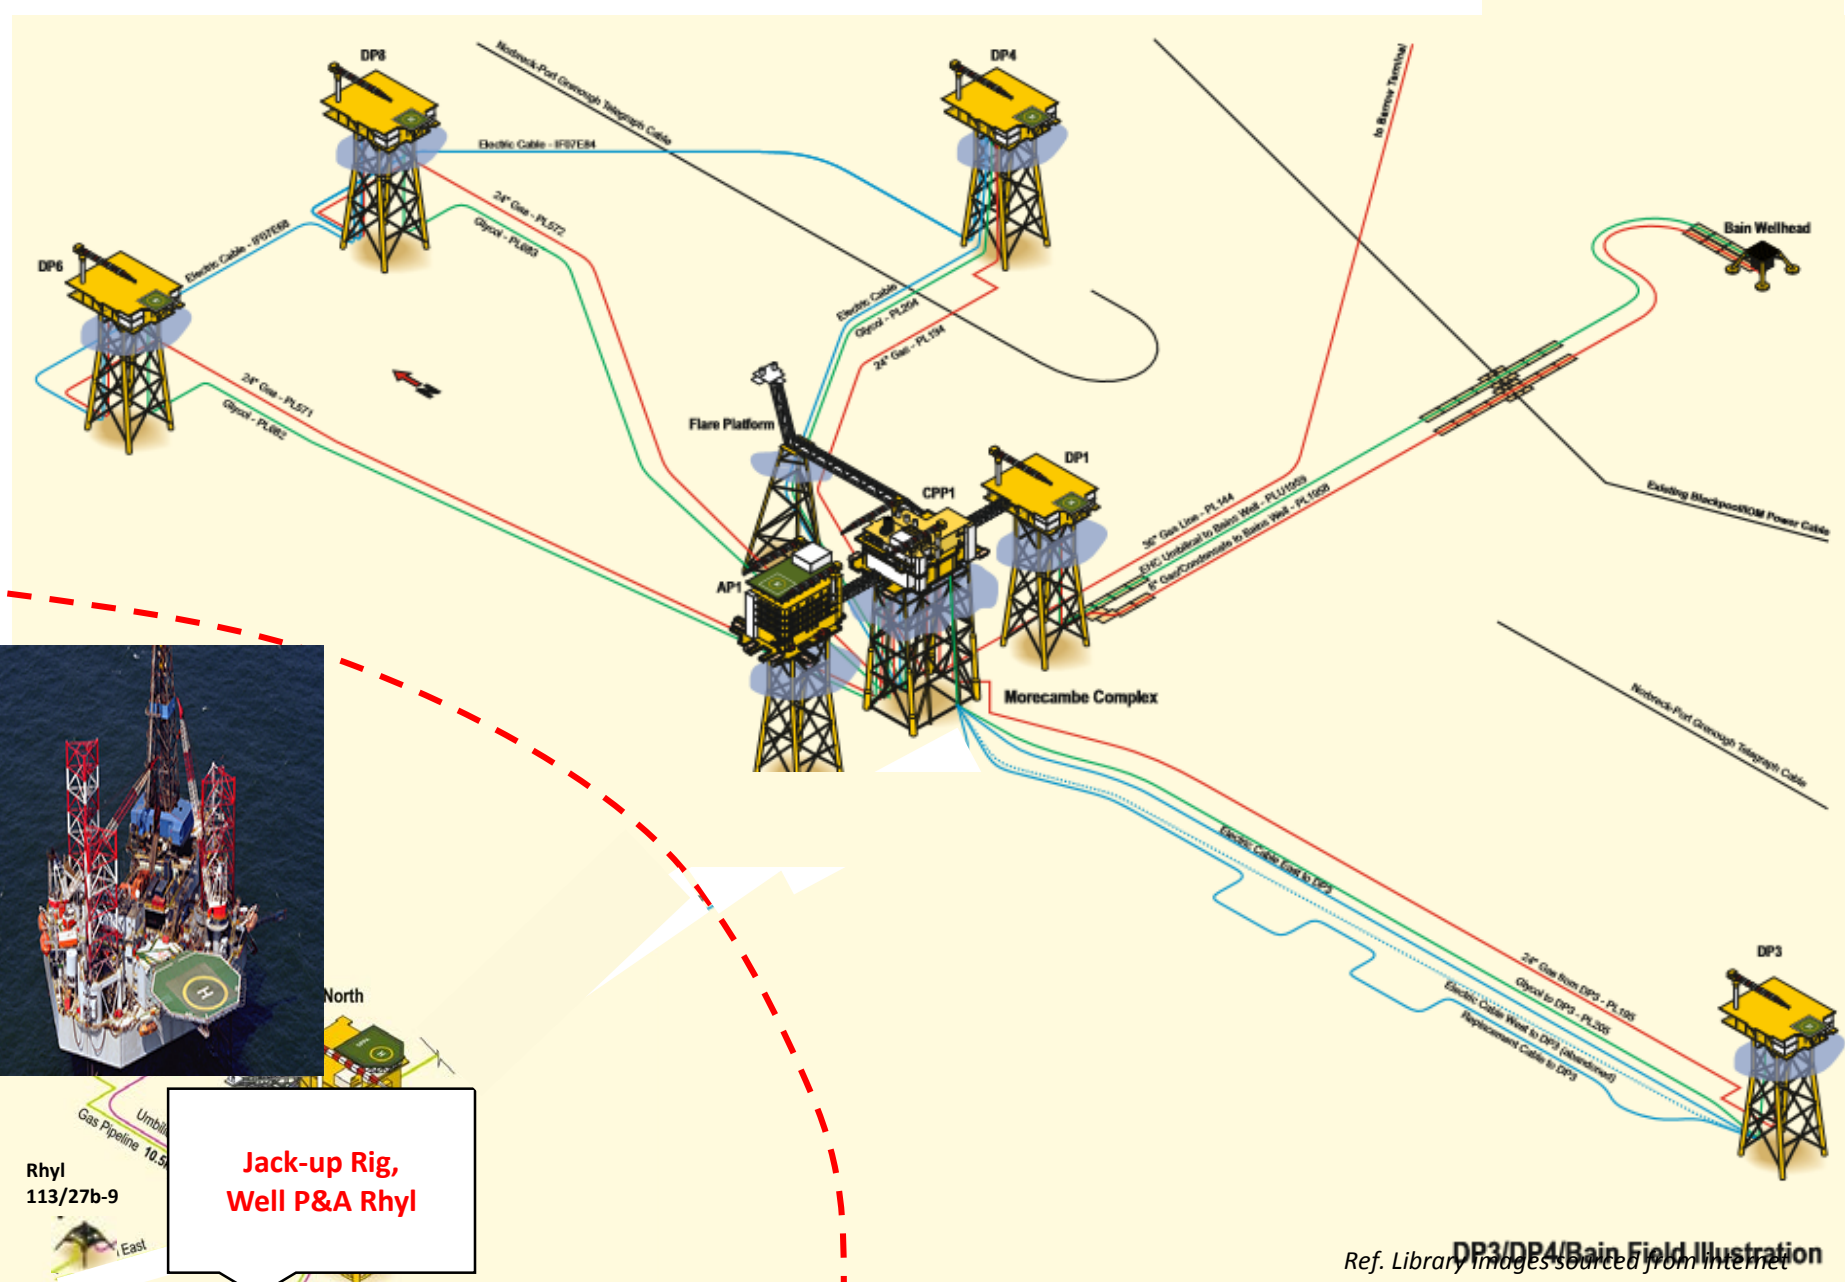 DP8
DP4
Norbreck-Port Grenough Telegraph Cable
to Barrow Terminal
Electric Cable - IF07E84
24" Gas - PL572
Glycol - PL683
Bain Wellhead
Electric Cable - IF07E68
DP6
Electric Cable
Glycol - PL204
24" Gas - PL194
N
24" Gas - PL571
Glycol - PL682
Flare Platform
DP1
CPP1
Existing Blackpool/IOM Power Cable
36" Gas Line - PL144
EHC Umbilical to Bains Well - PLU1959
8" Gas/Condensate to Bains Well - PL1958
AP1
Morecambe Complex
Norbreck-Port Grenough Telegraph Cable
Electric Cable East to DP3
DP3
24" Gas from DP3 - PL195
Glycol to DP3 - PL205
Electric Cable West to DP3 (abandoned)
Replacement Cable to DP3
H
North
H
Gas Pipeline 10.5
Jack-up Rig,
Well P&A Rhyl
Rhyl
113/27b-9
East
DP3/DP4/Bain Field Illustration
Ref. Library images sourced from internet